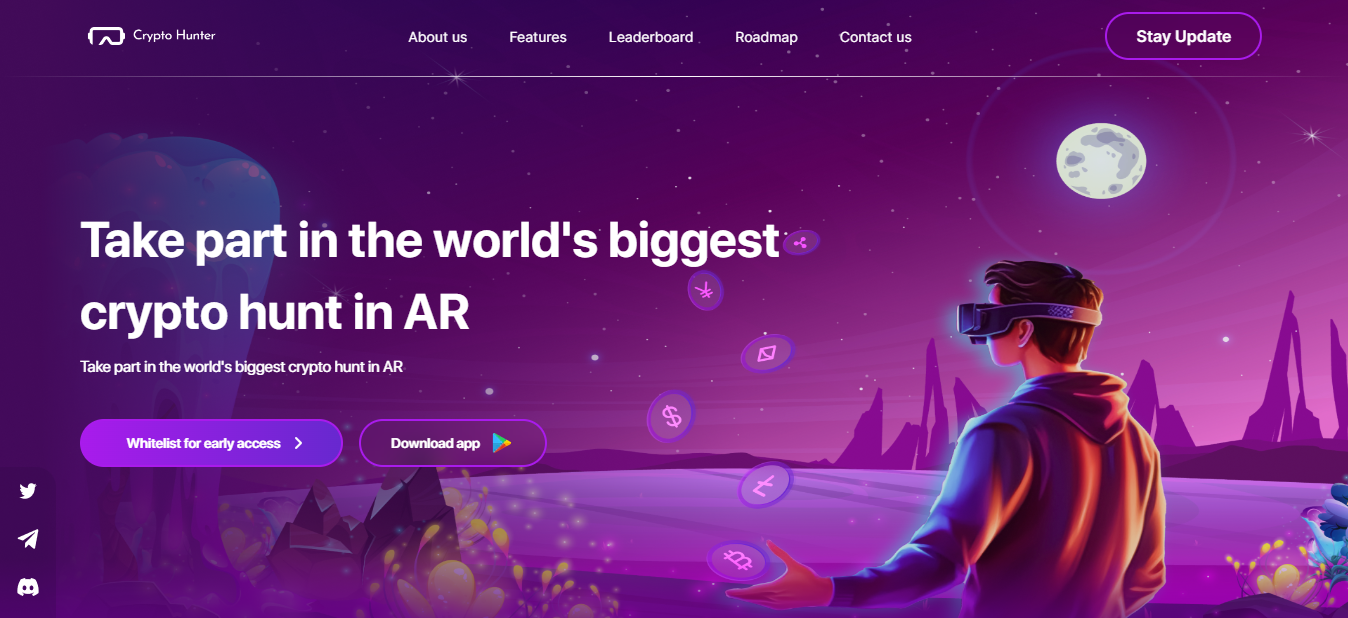 Crypto Hunter
About us
Features
Leaderboard
Roadmap
Contact us
Stay Update
Take part in the world's biggest
crypto hunt in AR
Take part in the world's biggest crypto hunt in AR
Whitelist for early access
Download app